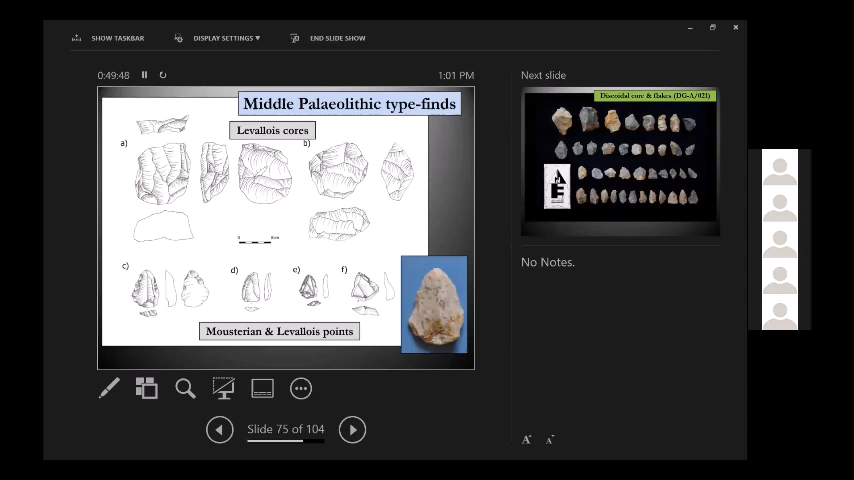 SHOW TASKBAR
DISPLAY SETTINGS ▼
END SLIDE SHOW
0:49:48
1:01 PM
Middle Palaeolithic type-finds
Levallois cores
a)
b)
c)
d)
e)
f)
Mousterian & Levallois points
Next slide
Discoidal core & flakes (DG-A/021)
No Notes.
Slide 75 of 104
A
A